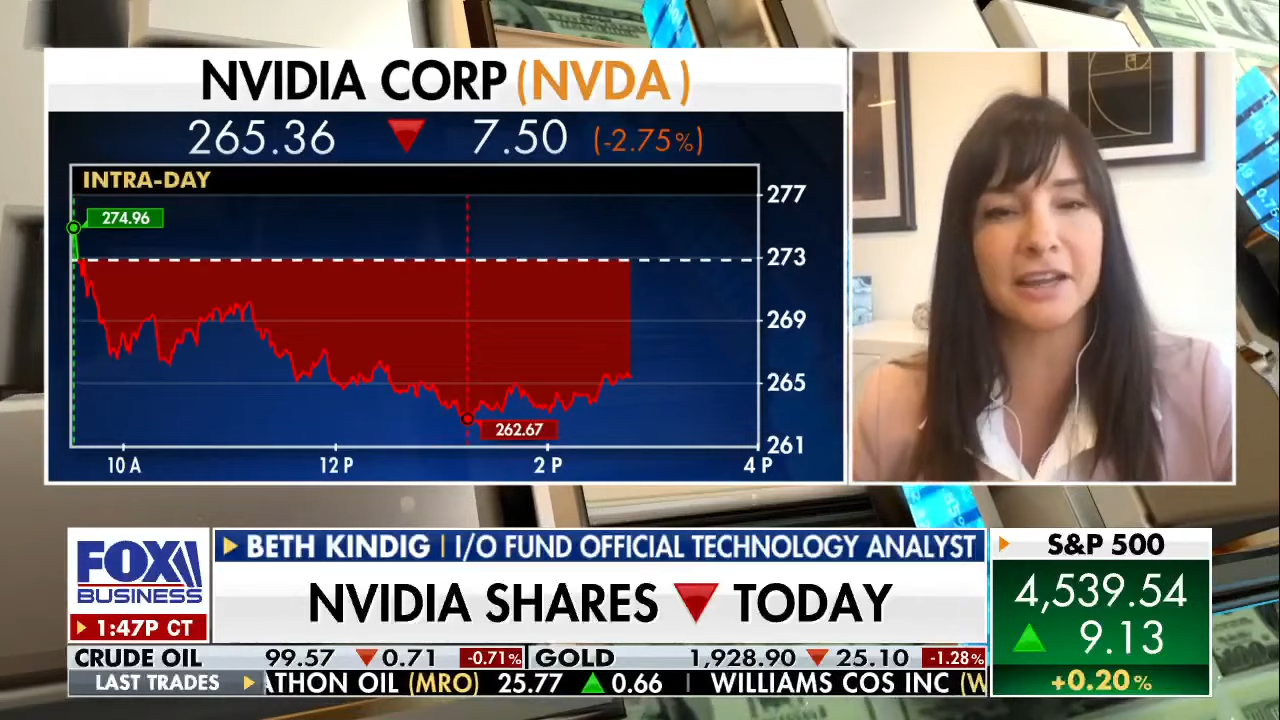 NVIDIA CORP (NVDA)
265.36 ▼ 7.50 (-2.75%)
INTRA-DAY
274.96
262.67
277
273
269
265
261
10 A 12 P 2 P 4 P
BETH KINDIG | I/O FUND OFFICIAL TECHNOLOGY ANALYST
NVIDIA SHARES ▼ TODAY
FOX
BUSINESS
1:47P CT
S&P 500
4,539.54
▲ 9.13
+0.20%
CRUDE OIL 99.57 ▼ 0.71 -0.71% GOLD 1,928.90 ▼ 25.10 -1.28%
LAST TRADES ATHON OIL (MRO) 25.77 ▲ 0.66 | WILLIAMS COS INC (W